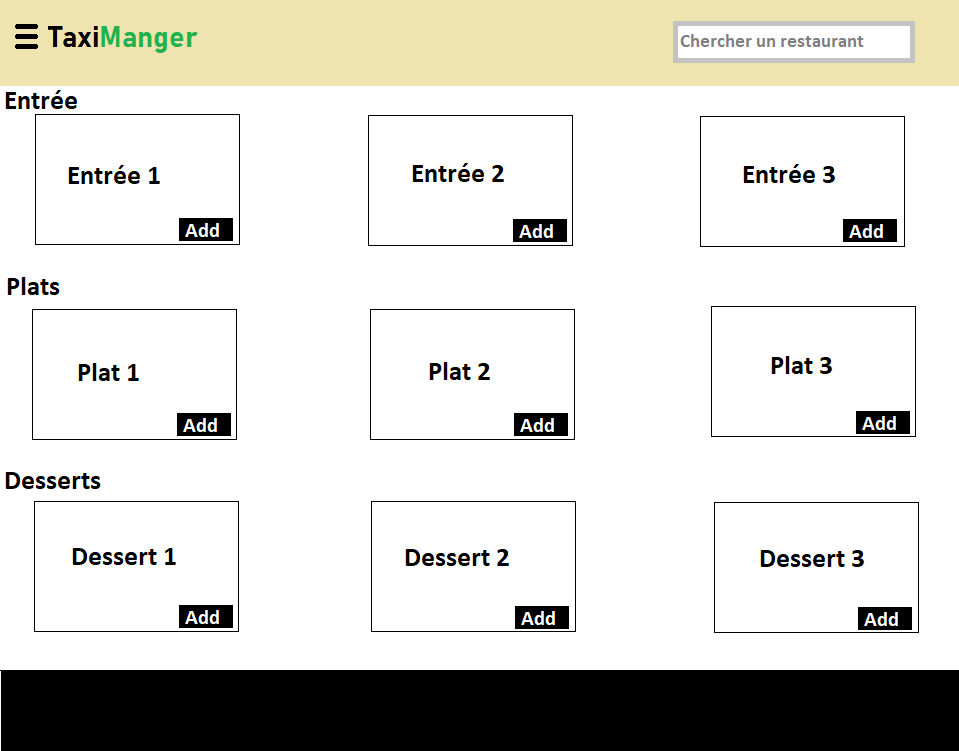 TaxiManger
Chercher un restaurant
Entrée
Entrée 1
Add
Entrée 2
Add
Entrée 3
Add
Plats
Plat 1
Add
Plat 2
Add
Plat 3
Add
Desserts
Dessert 1
Add
Dessert 2
Add
Dessert 3
Add